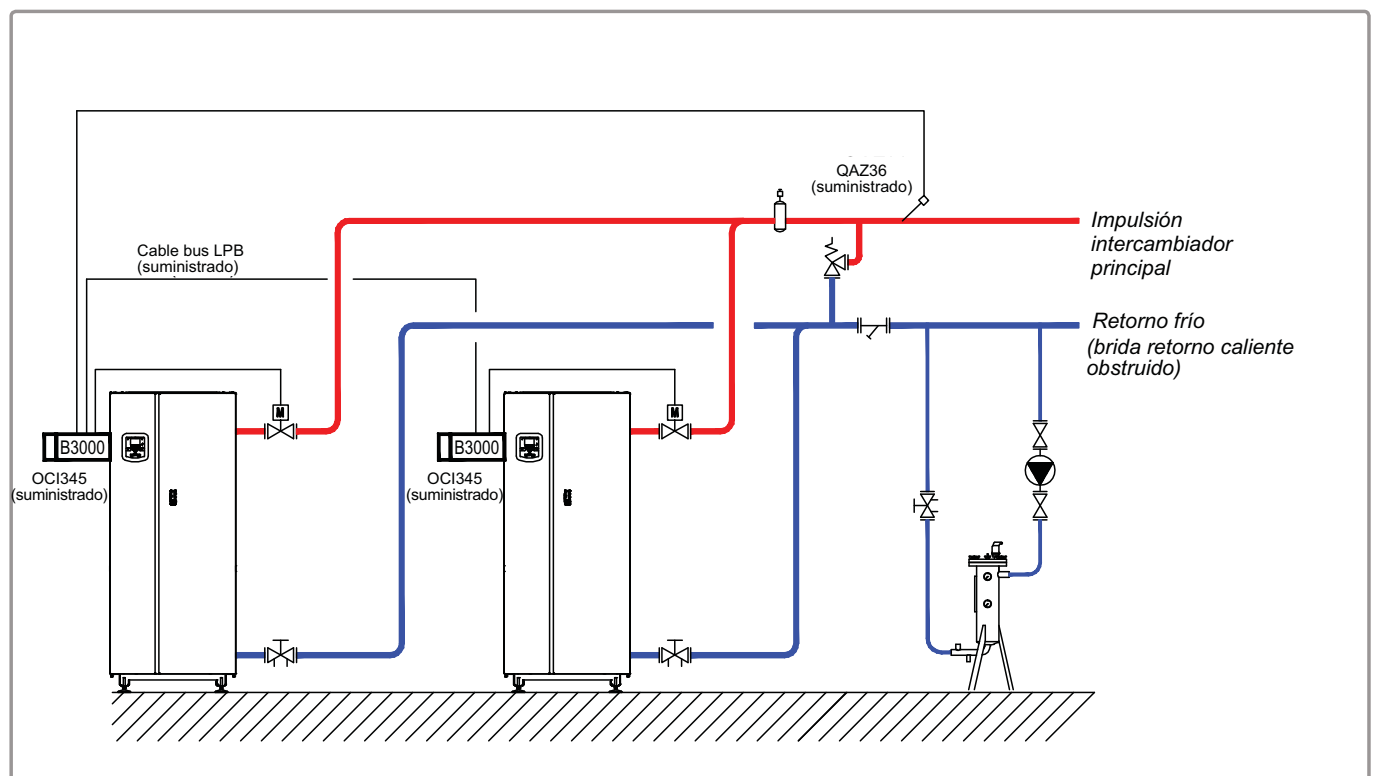 QAZ36
(suministrado)
Impulsión
intercambiador
principal
Cable bus LPB
(suministrado)
Retorno frío
(brida retorno caliente
obstruido)
M
M
B3000
B3000
OCI345
(suministrado)
OCI345
(suministrado)